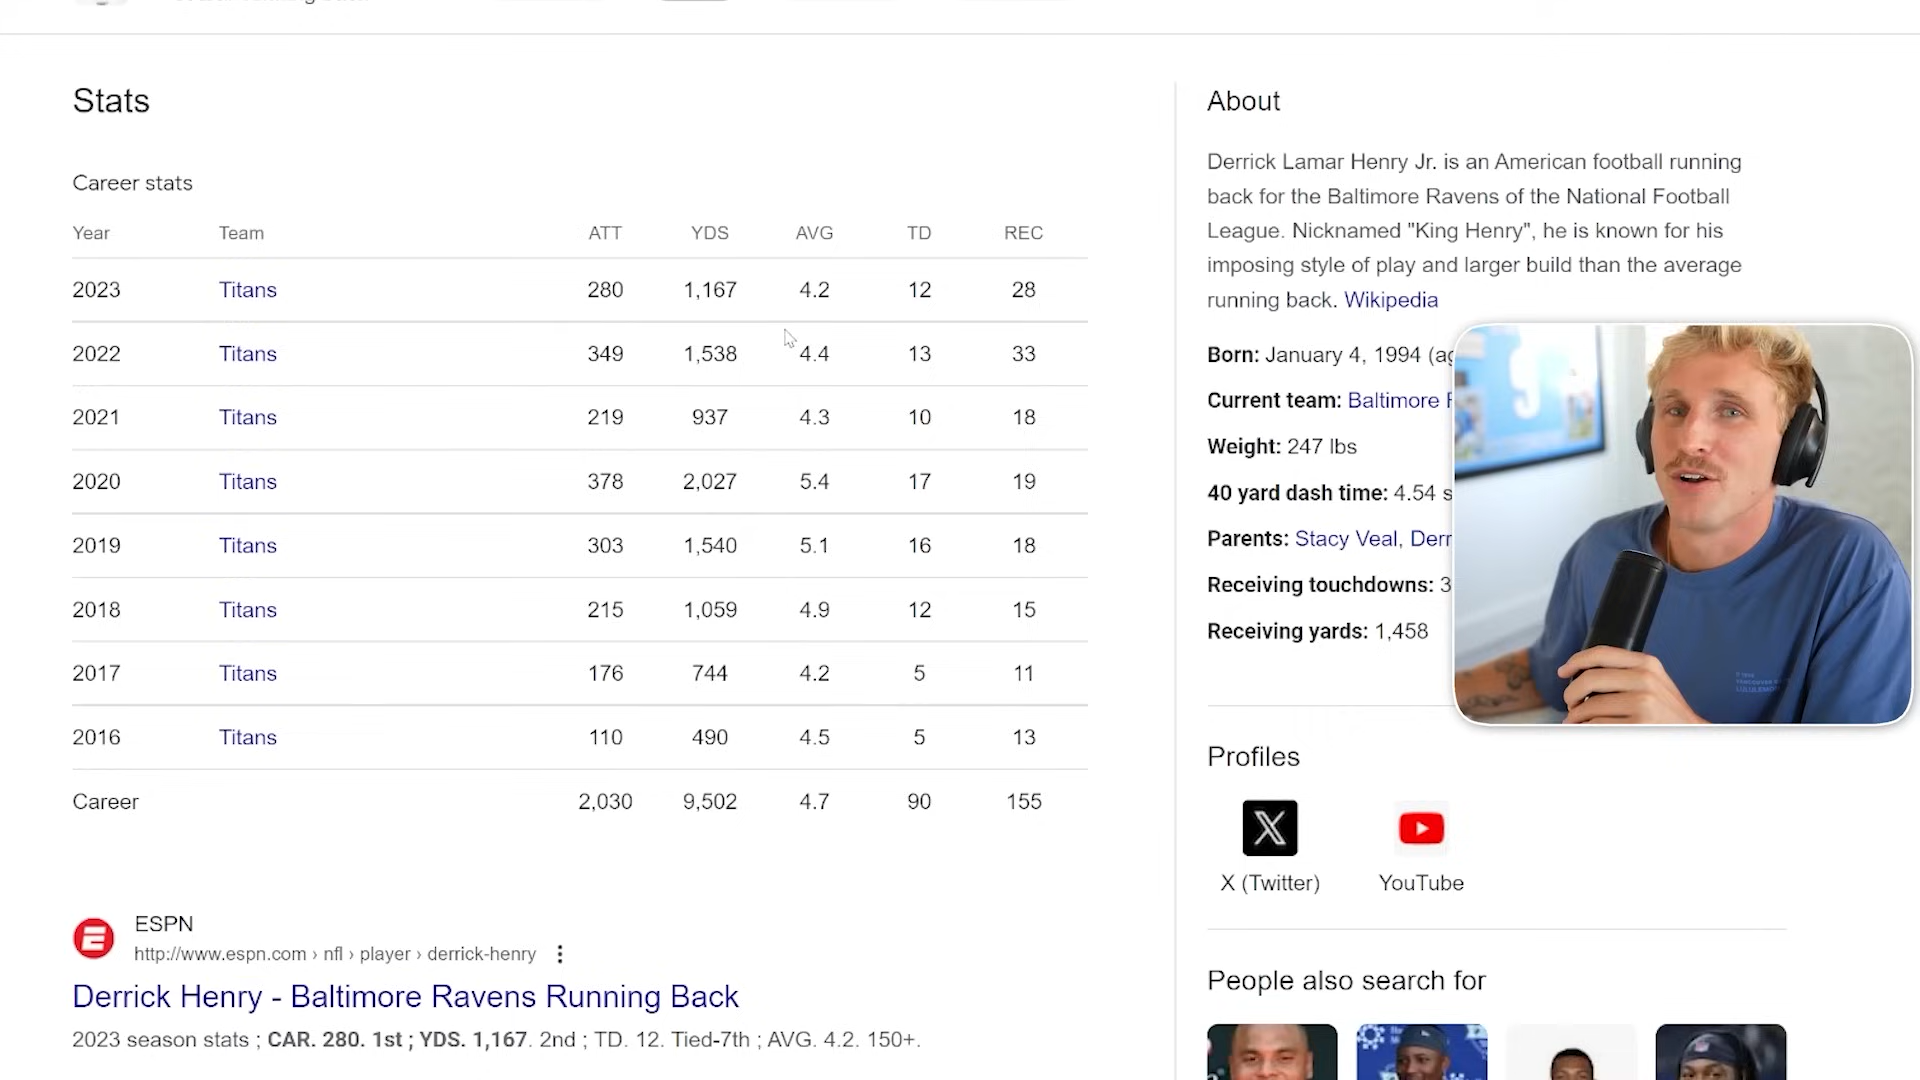 Stats
Career stats
Year Team ATT YDS AVG TD REC
2023 Titans 280 1,167 4.2 12 28
2022 Titans 349 1,538 4.4 13 33
2021 Titans 219 937 4.3 10 18
2020 Titans 378 2,027 5.4 17 19
2019 Titans 303 1,540 5.1 16 18
2018 Titans 215 1,059 4.9 12 15
2017 Titans 176 744 4.2 5 11
2016 Titans 110 490 4.5 5 13
Career 2,030 9,502 4.7 90 155
ESPN
http://www.espn.com › nfl › player › derrick-henry
Derrick Henry - Baltimore Ravens Running Back
2023 season stats ; CAR. 280. 1st ; YDS. 1,167. 2nd ; TD. 12. Tied-7th ; AVG. 4.2. 150+.
About
Derrick Lamar Henry Jr. is an American football running
back for the Baltimore Ravens of the National Football
League. Nicknamed "King Henry", he is known for his
imposing style of play and larger build than the average
running back. Wikipedia
Born: January 4, 1994 (ag
Current team: Baltimore
Weight: 247 lbs
40 yard dash time: 4.54 s
Parents: Stacy Veal, Derr
Receiving touchdowns: 3
Receiving yards: 1,458
Profiles
X (Twitter) YouTube
People also search for